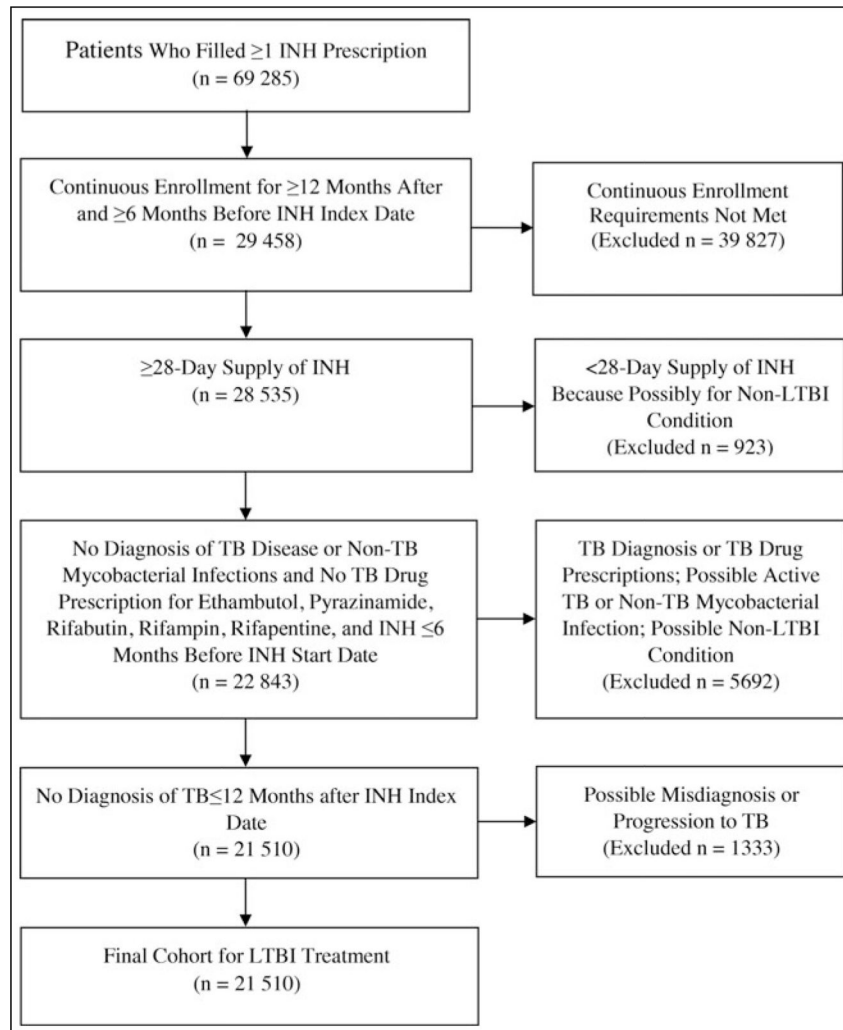 Patients Who Filled ≥1 INH Prescription
(n = 69 285)
Continuous Enrollment for ≥12 Months After
and ≥6 Months Before INH Index Date
(n = 29 458)
Continuous Enrollment
Requirements Not Met
(Excluded n = 39 827)
≥28-Day Supply of INH
(n = 28 535)
<28-Day Supply of INH
Because Possibly for Non-LTBI
Condition
(Excluded n = 923)
No Diagnosis of TB Disease or Non-TB
Mycobacterial Infections and No TB Drug
Prescription for Ethambutol, Pyrazinamide,
Rifabutin, Rifampin, Rifapentine, and INH ≤6
Months Before INH Start Date
(n = 22 843)
TB Diagnosis or TB Drug
Prescriptions; Possible Active
TB or Non-TB Mycobacterial
Infection; Possible Non-LTBI
Condition
(Excluded n = 5692)
No Diagnosis of TB≤12 Months after INH Index
Date
(n = 21 510)
Possible Misdiagnosis or
Progression to TB
(Excluded n = 1333)
Final Cohort for LTBI Treatment
(n = 21 510)